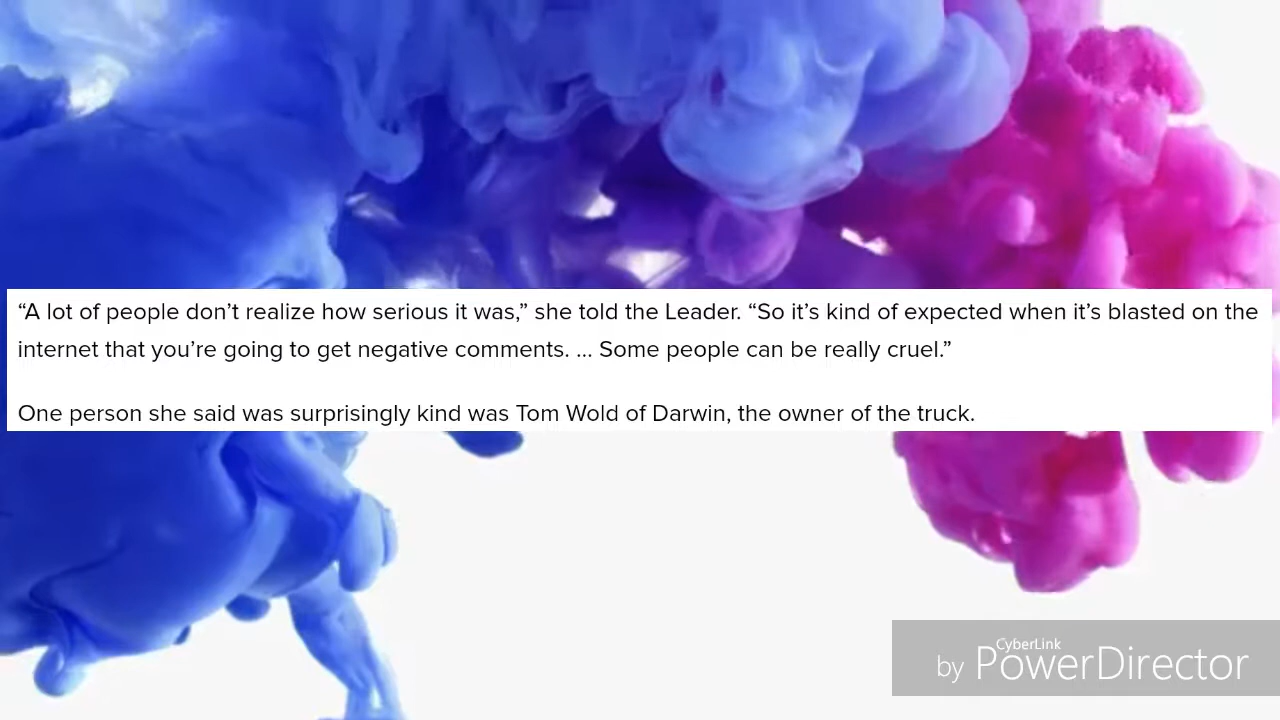 “A lot of people don’t realize how serious it was,” she told the Leader. “So it’s kind of expected when it’s blasted on the
internet that you’re going to get negative comments. ... Some people can be really cruel.”
One person she said was surprisingly kind was Tom Wold of Darwin, the owner of the truck.
CyberLink
by PowerDirector